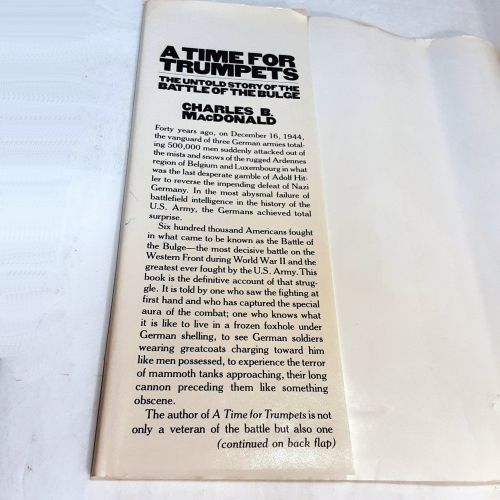 A TIME FOR
TRUMPETS
THE UNTOLD STORY OF THE
BATTLE OF THE BULGE
CHARLES B.
MacDONALD
Forty years ago, on December 16, 1944,
the vanguard of three German armies total-
ing 500,000 men suddenly attacked out of
the mists and snows of the rugged Ardennes
region of Belgium and Luxembourg in what
was the last desperate gamble of Adolf Hit-
ler to reverse the impending defeat of Nazi
Germany. In the most abysmal failure of
battlefield intelligence in the history of the
U.S. Army, the Germans achieved total
surprise.
Six hundred thousand Americans fought
in what came to be known as the Battle of
the Bulge—the most decisive battle on the
Western Front during World War II and the
greatest ever fought by the U.S. Army. This
book is the definitive account of that strug-
gle. It is told by one who saw the fighting at
first hand and who has captured the special
aura of the combat; one who knows what
it is like to live in a frozen foxhole under
German shelling, to see German soldiers
wearing greatcoats charging toward him
like men possessed, to experience the terror
of mammoth tanks approaching, their long
cannon preceding them like something
obscene.
The author of A Time for Trumpets is not
only a veteran of the battle but also one
(continued on back flap)